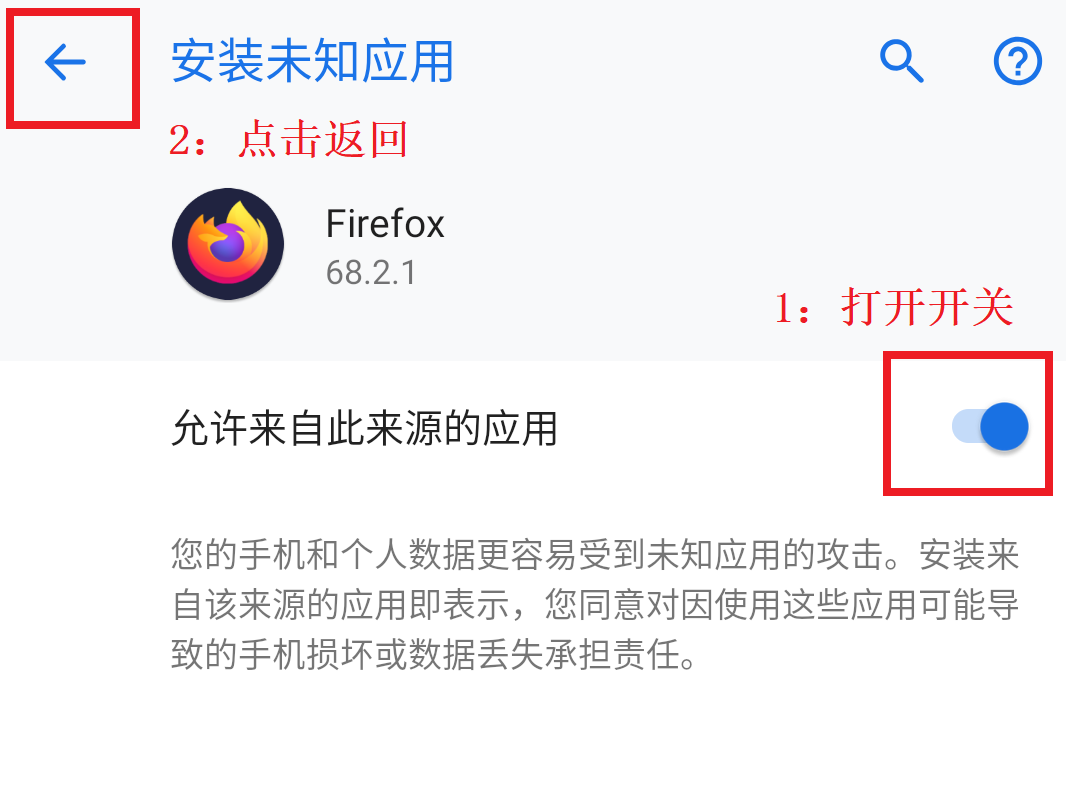 安装未知应用
2：点击返回
Firefox
68.2.1
1：打开开关
允许来自此来源的应用
您的手机和个人数据更容易受到未知应用的攻击。安装来
自该来源的应用即表示，您同意对因使用这些应用可能导
致的手机损坏或数据丢失承担责任。